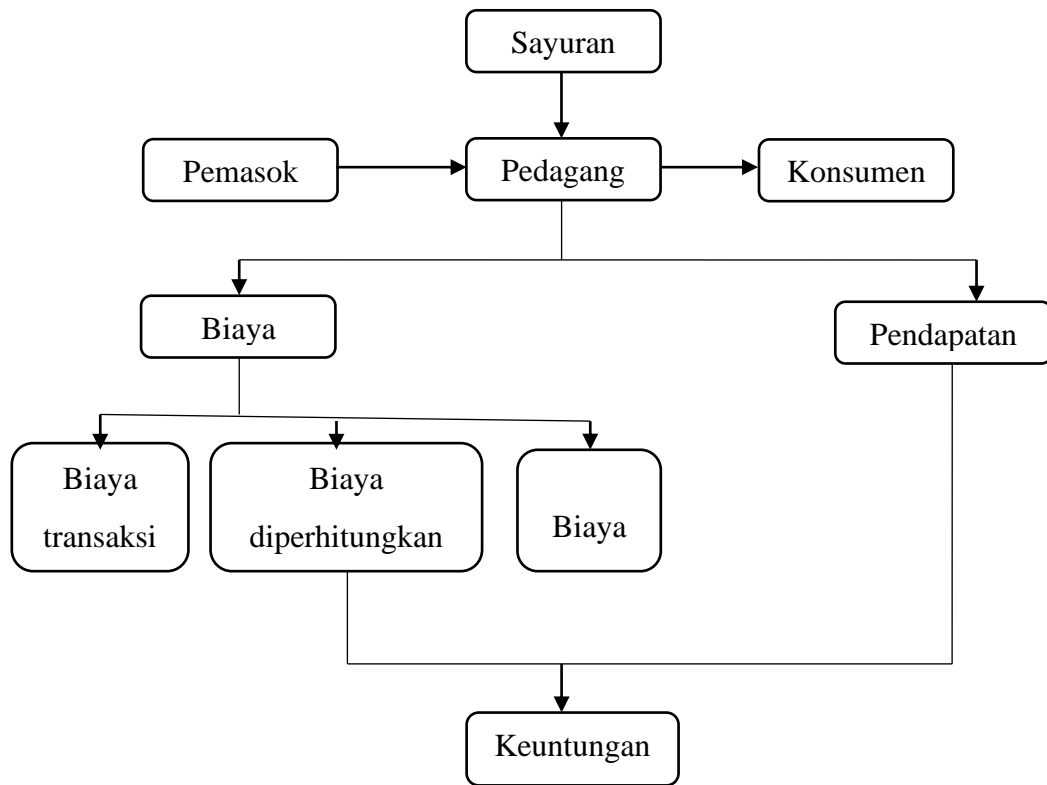 Sayuran
Pemasok
Pedagang
Konsumen
Biaya
Pendapatan
Biaya
transaksi
Biaya
diperhitungkan
Biaya
Keuntungan